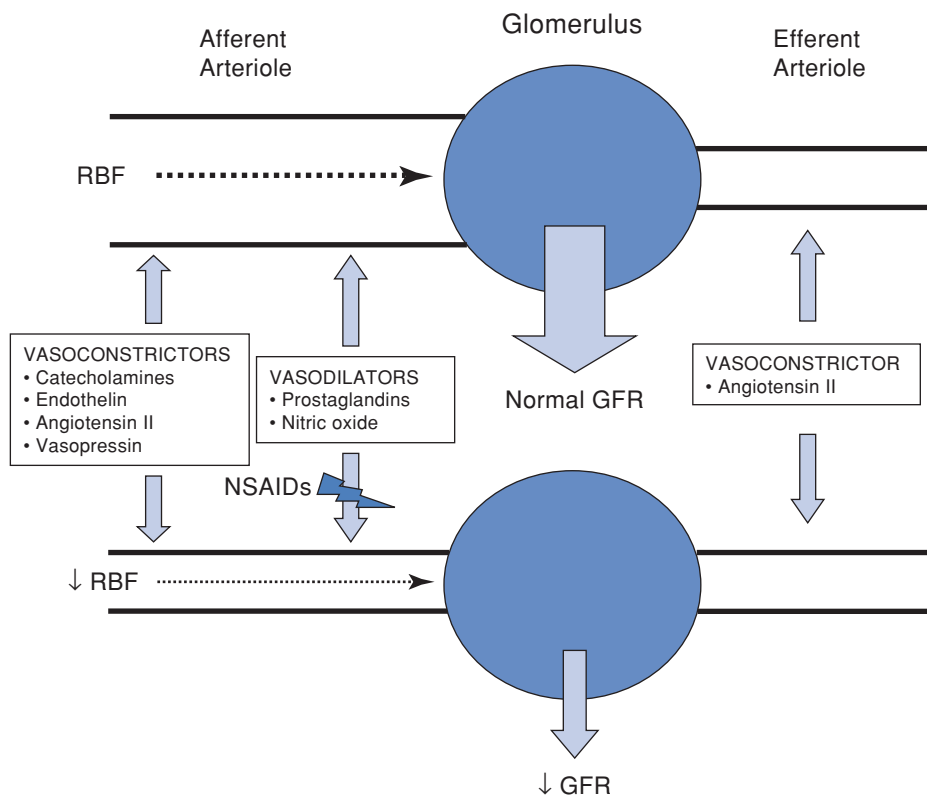 Afferent
Arteriole
Glomerulus
Efferent
Arteriole
RBF
VASOCONSTRICTORS
• Catecholamines
• Endothelin
• Angiotensin II
• Vasopressin
VASODILATORS
• Prostaglandins
• Nitric oxide
Normal GFR
VASOCONSTRICTOR
• Angiotensin II
NSAIDs
↓ RBF
↓ GFR